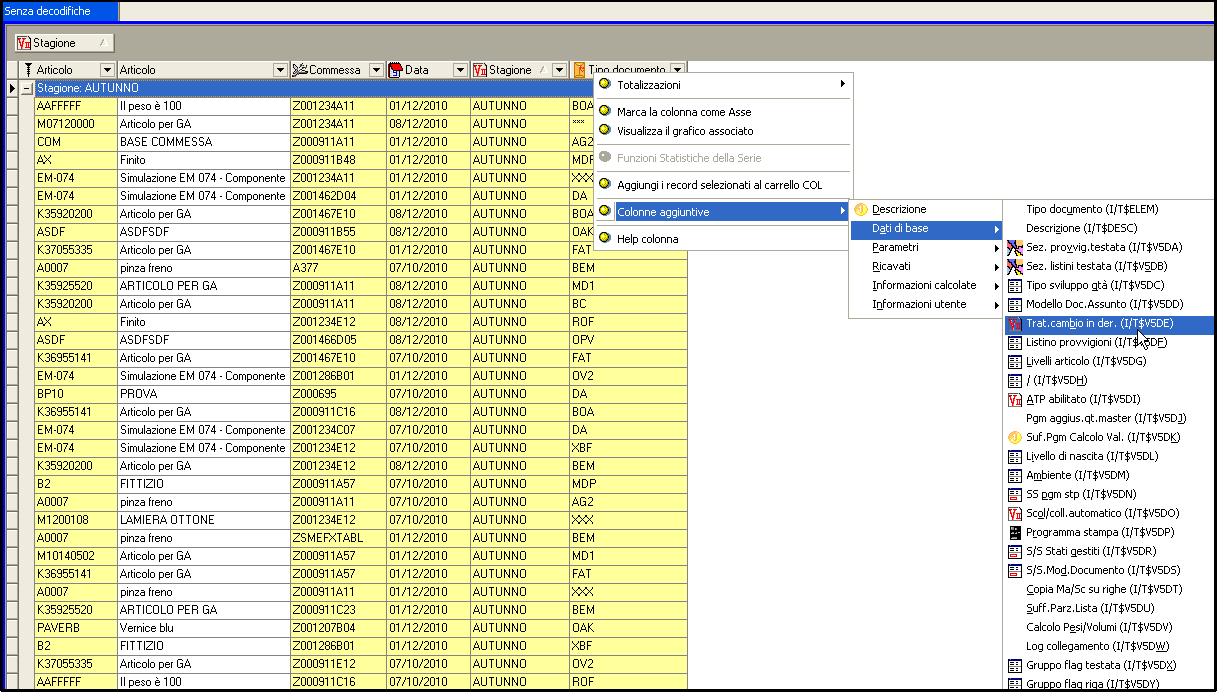 Senza decodifiche
Stagione
Articolo Articolo Commessa Data Stagione Tipo documento
Stagione: AUTUNNO
AAFFFFF Il peso è 100 Z001234A11 01/12/2010 AUTUNNO BOA
M07120000 Articolo per GA Z001234A11 08/12/2010 AUTUNNO ***
COM BASE COMMESSA Z000911A11 01/12/2010 AUTUNNO AG2
AX Finito Z000911B48 01/12/2010 AUTUNNO MDP
EM-074 Simulazione EM 074 - Componente Z001234A11 01/12/2010 AUTUNNO XXX
EM-074 Simulazione EM 074 - Componente Z001462D04 01/12/2010 AUTUNNO DA
K35920200 Articolo per GA Z001467E10 08/12/2010 AUTUNNO BOA
ASDF ASDFSDF Z000911B55 08/12/2010 AUTUNNO OAK
K37055335 Articolo per GA Z001467E10 01/12/2010 AUTUNNO FAT
A0007 pinza freno A377 07/10/2010 AUTUNNO BEM
K35925520 ARTICOLO PER GA Z000911A11 08/12/2010 AUTUNNO MD1
K35920200 Articolo per GA Z000911A11 08/12/2010 AUTUNNO BC
AX Finito Z001234E12 08/12/2010 AUTUNNO ROF
ASDF ASDFSDF Z001466D05 08/12/2010 AUTUNNO OPV
K36955141 Articolo per GA Z001467E10 07/10/2010 AUTUNNO FAT
EM-074 Simulazione EM 074 - Componente Z001286B01 01/12/2010 AUTUNNO OV2
BP10 PROVA Z000695 07/10/2010 AUTUNNO DA
K36955141 Articolo per GA Z000911C16 08/12/2010 AUTUNNO BOA
EM-074 Simulazione EM 074 - Componente Z001234C07 07/10/2010 AUTUNNO DA
EM-074 Simulazione EM 074 - Componente Z001234E12 07/10/2010 AUTUNNO XBF
K35920200 Articolo per GA Z001234E12 08/12/2010 AUTUNNO BEM
B2 FITTIZIO Z000911A57 07/10/2010 AUTUNNO MDP
A0007 pinza freno Z000911A11 07/10/2010 AUTUNNO AG2
M1200108 LAMIERA OTTONE Z001234E12 07/10/2010 AUTUNNO XXX
A0007 pinza freno ZSMEFXTABL 01/12/2010 AUTUNNO BEM
M10140502 Articolo per GA Z000911A57 01/12/2010 AUTUNNO MD1
K36955141 Articolo per GA Z000911A57 01/12/2010 AUTUNNO FAT
A0007 pinza freno Z000911A11 07/10/2010 AUTUNNO XXX
K35925520 ARTICOLO PER GA Z000911C23 07/10/2010 AUTUNNO BEM
PAVERB Vernice blu Z001207B04 01/12/2010 AUTUNNO OAK
B2 FITTIZIO Z001286B01 01/12/2010 AUTUNNO XBF
K37055335 Articolo per GA Z000911E12 07/10/2010 AUTUNNO OV2
AAFFFFF Il peso è 100 Z000911C16 07/10/2010 AUTUNNO ROF
Totalizzazioni
Marca la colonna come Asse
Visualizza il grafico associato
Funzioni Statistiche della Serie
Aggiungi i record selezionati al carrello COL
Colonne aggiuntive
Help colonna
Descrizione
Dati di base
Parametri
Ricavati
Informazioni calcolate
Informazioni utente
Tipo documento (I/T$ELEM)
Descrizione (I/T$DESC)
Sez. provvig.testata (I/T$V5DA)
Sez. listini testata (I/T$V5DB)
Tipo sviluppo qtà (I/T$V5DC)
Modello Doc.Assunto (I/T$V5DD)
Trat.cambio in der. (I/T$V5DE)
Listino provvigioni (I/T$V5DF)
Livelli articolo (I/T$V5DG)
/ (I/T$V5DH)
ATP abilitato (I/T$V5DI)
Pgm aggius.qt.master (I/T$V5DJ)
Suf.Pgm Calcolo Val. (I/T$V5DK)
Livello di nascita (I/T$V5DL)
Ambiente (I/T$V5DM)
SS pgm stp (I/T$V5DN)
Scol/coll.automatico (I/T$V5DO)
Programma stampa (I/T$V5DP)
S/S Stati gestiti (I/T$V5DR)
S/S.Mod.Documento (I/T$V5DS)
Copia Ma/Sc su righe (I/T$V5DT)
Suff.Parz.Lista (I/T$V5DU)
Calcolo Pesi/Volumi (I/T$V5DV)
Log collegamento (I/T$V5DW)
Gruppo flag testata (I/T$V5DX)
Gruppo flag riga (I/T$V5DY)